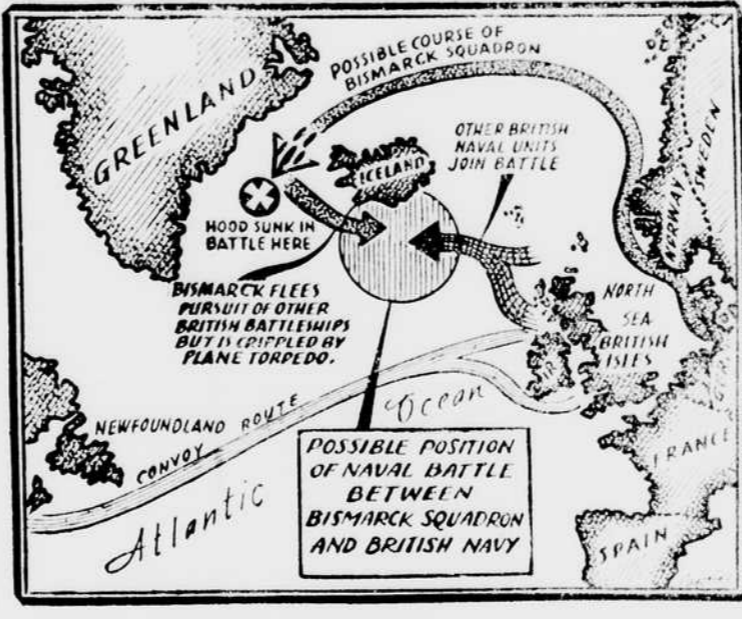 GREENLAND
POSSIBLE COURSE OF
BISMARCK SQUADRON
ICELAND
OTHER BRITISH
NAVAL UNITS
JOIN BATTLE
NORWAY
SWEDEN
HOOD SUNK IN
BATTLE HERE
BISMARCK FLEES
PURSUIT OF OTHER
BRITISH BATTLESHIPS
BUT IS CRIPPLED BY
PLANE TORPEDO.
NORTH
SEA
BRITISH
ISLES
NEWFOUNDLAND
CONVOY ROUTE
Atlantic Ocean
FRANCE
SPAIN
POSSIBLE POSITION
OF NAVAL BATTLE
BETWEEN
BISMARCK SQUADRON
AND BRITISH NAVY